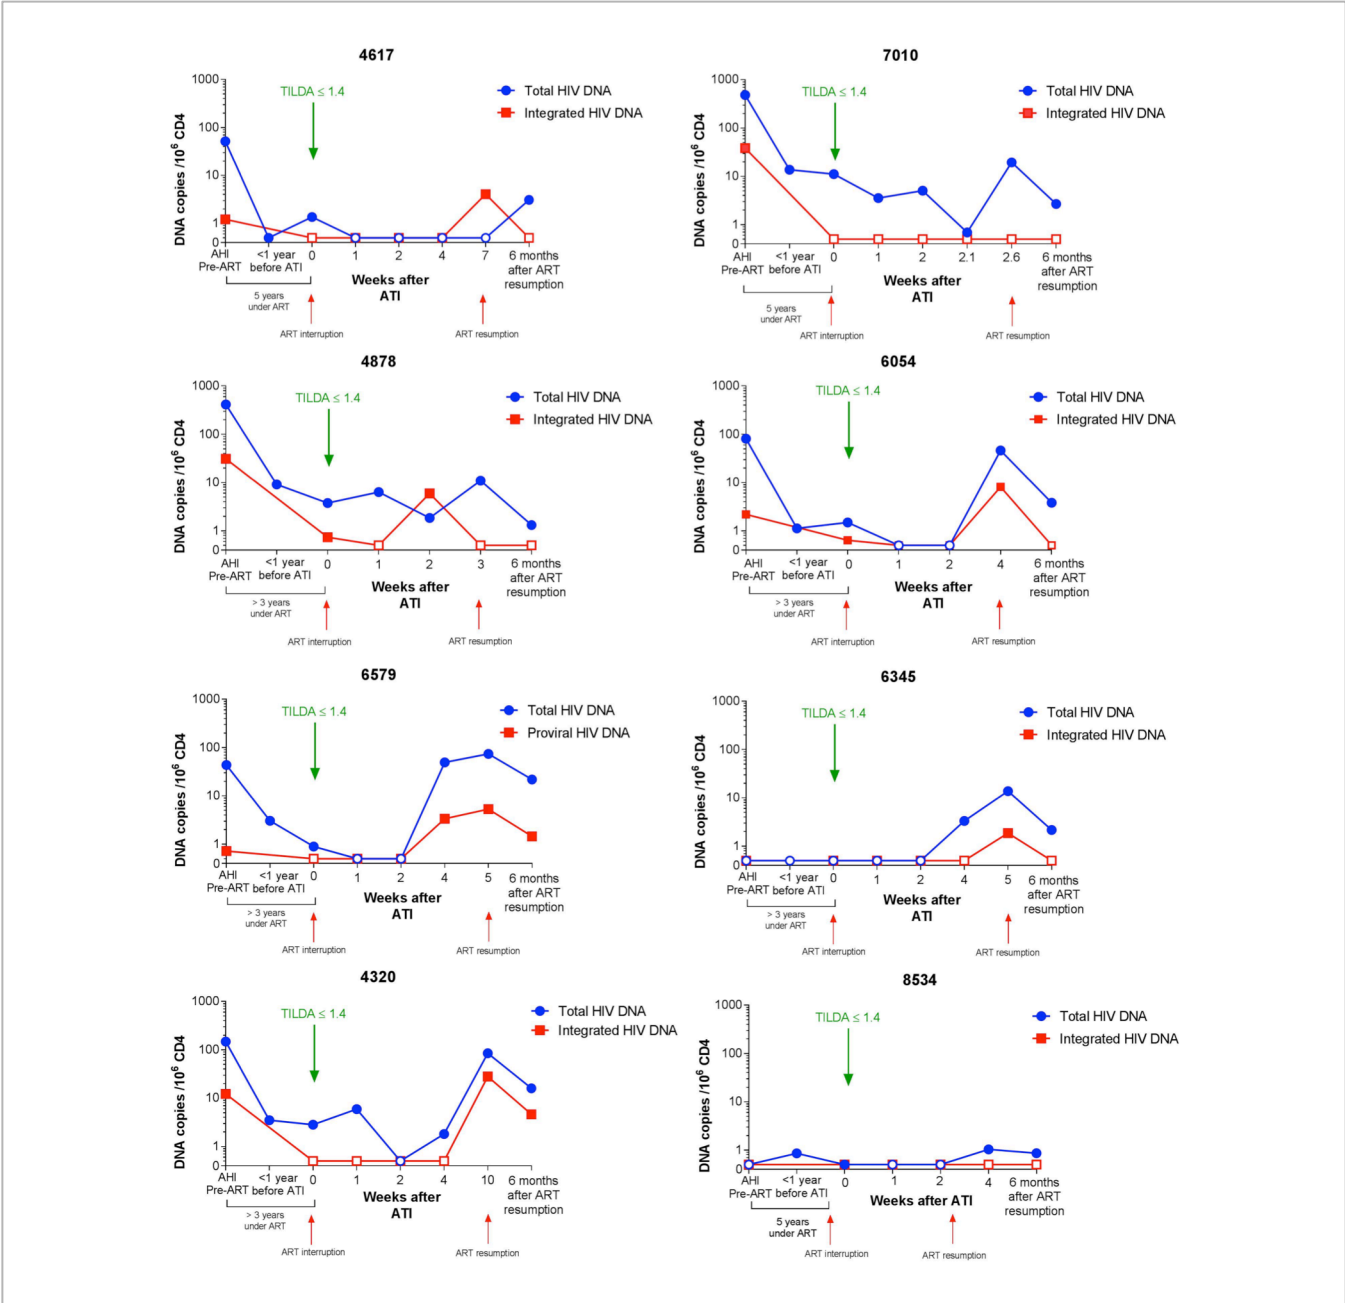 4617
1000
100
10
1
0
DNA copies /10⁶ CD4
TILDA ≤ 1.4
Total HIV DNA
Integrated HIV DNA
AHI
Pre-ART
<1 year
before ATI
0
1
2
4
7
6 months
after ART
resumption
Weeks after
ATI
5 years
under ART
ART interruption
ART resumption
7010
1000
100
10
1
0
DNA copies /10⁶ CD4
TILDA ≤ 1.4
Total HIV DNA
Integrated HIV DNA
AHI
Pre-ART
<1 year
before ATI
0
1
2
2.1
2.6
6 months
after ART
resumption
Weeks after
ATI
5 years
under ART
ART interruption
ART resumption
4878
1000
100
10
1
0
DNA copies /10⁶ CD4
TILDA ≤ 1.4
Total HIV DNA
Integrated HIV DNA
AHI
Pre-ART
<1 year
before ATI
0
1
2
3
6 months
after ART
resumption
Weeks after
ATI
> 3 years
under ART
ART interruption
ART resumption
6054
1000
100
10
1
0
DNA copies /10⁶ CD4
TILDA ≤ 1.4
Total HIV DNA
Integrated HIV DNA
AHI
Pre-ART
<1 year
before ATI
0
1
2
4
6 months
after ART
resumption
Weeks after
ATI
> 3 years
under ART
ART interruption
ART resumption
6579
1000
100
10
1
0
DNA copies /10⁶ CD4
TILDA ≤ 1.4
Total HIV DNA
Proviral HIV DNA
AHI
Pre-ART
<1 year
before ATI
0
1
2
4
5
6 months
after ART
resumption
Weeks after
ATI
> 3 years
under ART
ART interruption
ART resumption
6345
1000
100
10
1
0
DNA copies /10⁶ CD4
TILDA ≤ 1.4
Total HIV DNA
Integrated HIV DNA
AHI
Pre-ART
<1 year
before ATI
0
1
2
4
5
6 months
after ART
resumption
Weeks after
ATI
> 3 years
under ART
ART interruption
ART resumption
4320
1000
100
10
1
0
DNA copies /10⁶ CD4
TILDA ≤ 1.4
Total HIV DNA
Integrated HIV DNA
AHI
Pre-ART
<1 year
before ATI
0
1
2
4
10
6 months
after ART
resumption
Weeks after
ATI
> 3 years
under ART
ART interruption
ART resumption
8534
1000
100
10
1
0
DNA copies /10⁶ CD4
TILDA ≤ 1.4
Total HIV DNA
Integrated HIV DNA
AHI
Pre-ART
<1 year
before ATI
0
1
2
4
6 months
after ART
resumption
Weeks after ATI
5 years
under ART
ART interruption
ART resumption